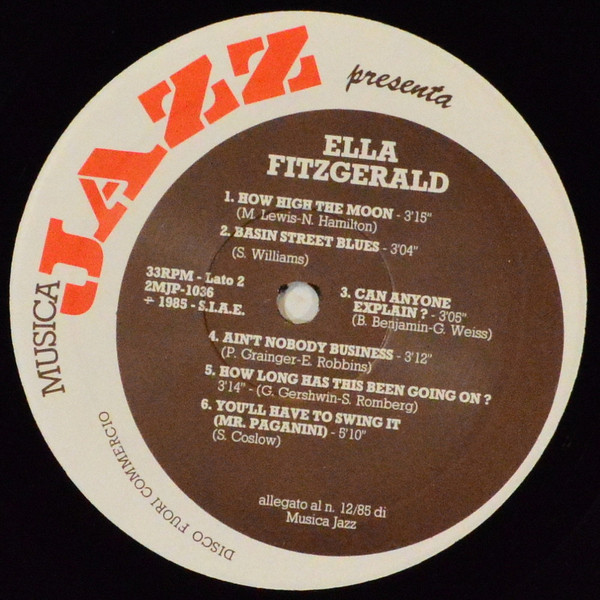 MUSICA
JAZZ
presenta
ELLA
FITZGERALD
1. HOW HIGH THE MOON - 3'15"
(M. Lewis-N. Hamilton)
2. BASIN STREET BLUES - 3'04"
(S. Williams)
33RPM - Lato 2
2MJP-1036
+ 1985 - S.I.A.E.
3. CAN ANYONE
EXPLAIN ? - 3'05"
(B. Benjamin-G. Weiss)
4. AIN'T NOBODY BUSINESS - 3'12"
(P. Grainger-E. Robbins)
5. HOW LONG HAS THIS BEEN GOING ON ?
3'14" - (G. Gershwin-S. Romberg)
6. YOU'LL HAVE TO SWING IT
(MR. PAGANINI) - 5'10"
(S. Coslow)
allegato al n. 12/85 di
Musica Jazz
DISCO FUORI COMMERCIO